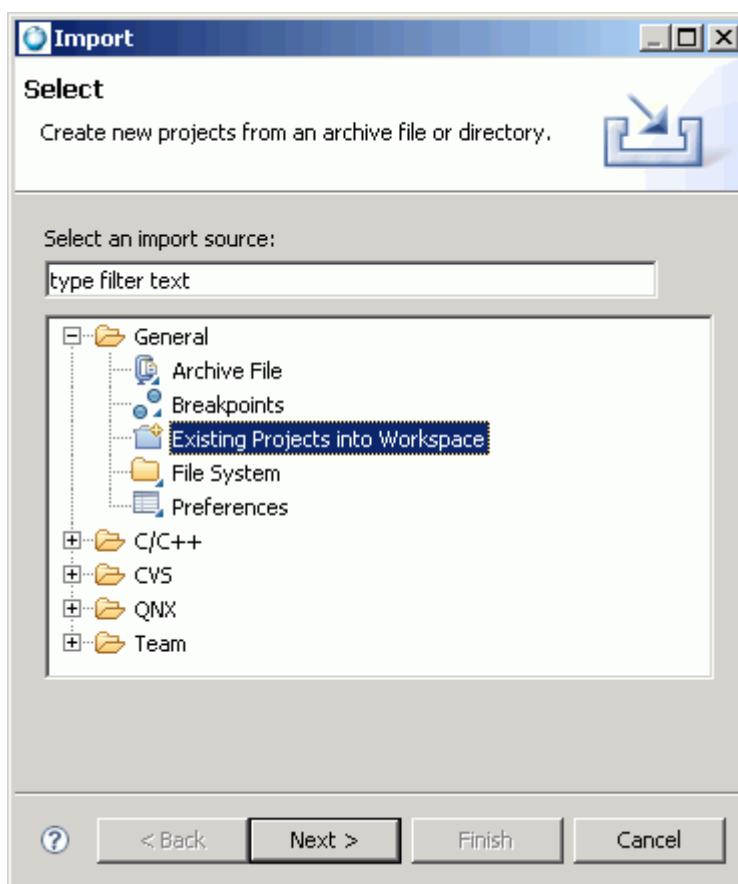 Import
Select
Create new projects from an archive file or directory.
Select an import source:
type filter text
General
Archive File
Breakpoints
Existing Projects into Workspace
File System
Preferences
C/C++
CVS
QNX
Team
? < Back Next > Finish Cancel